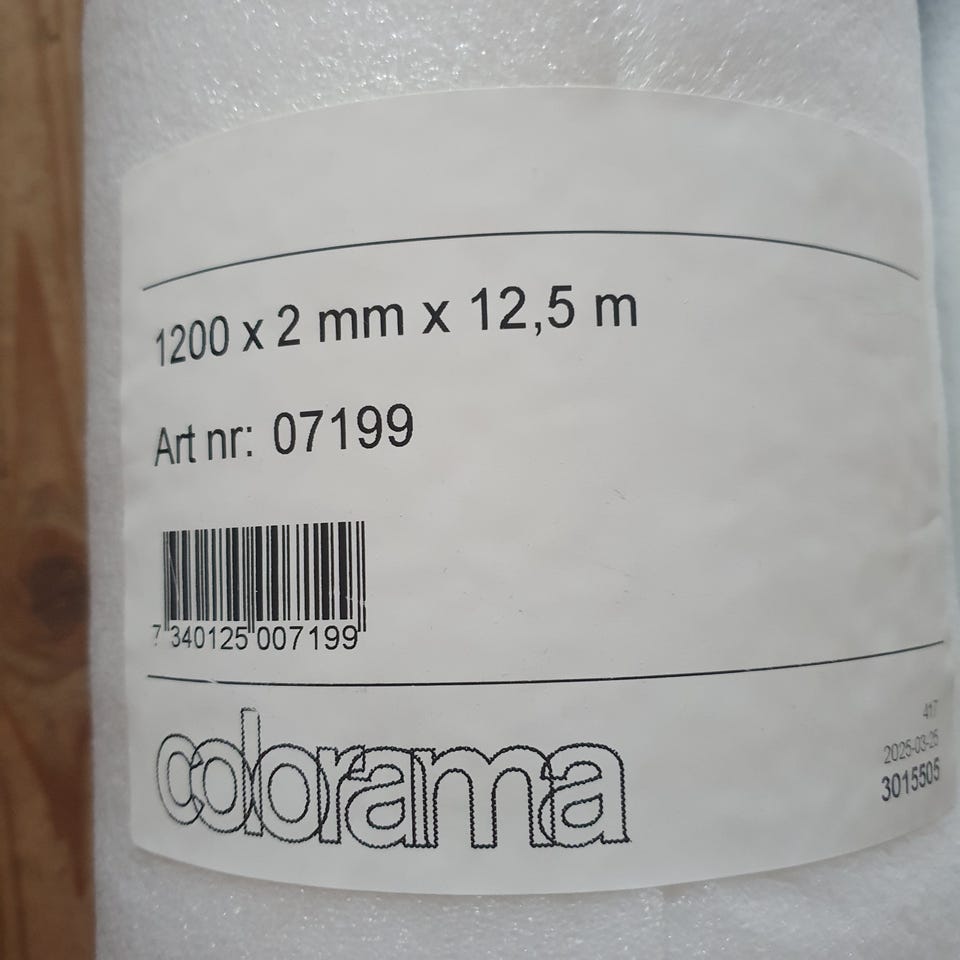 1200 x 2 mm x 12,5 m
Art nr: 07199
7 340125 007199
colorama
417
2025-03-25
3015505